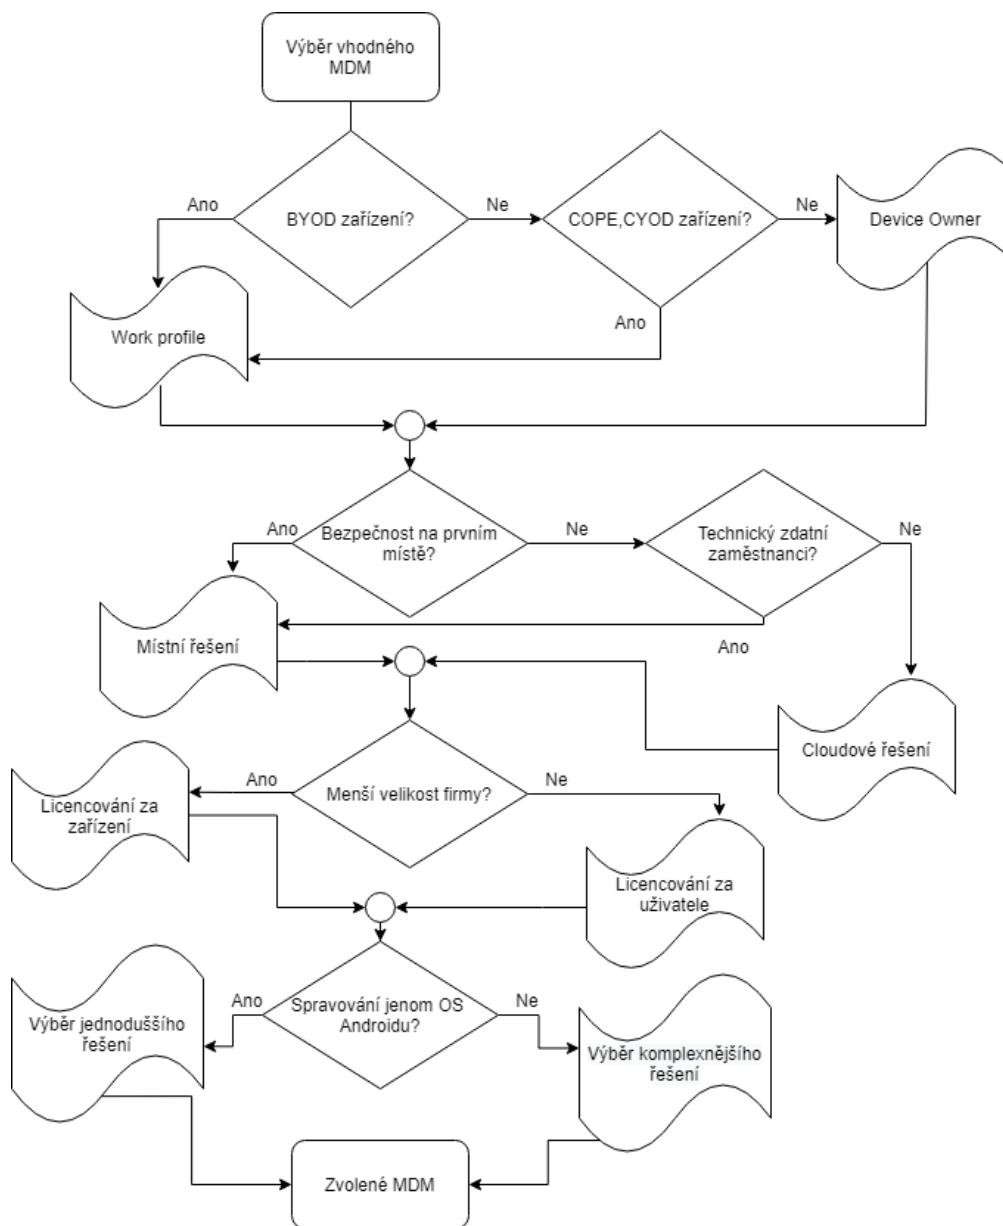 Výběr vhodného
MDM
Ano
BYOD zařízení?
Ne
COPE,CYOD zařízení?
Ne
Device Owner
Ano
Work profile
Ano
Bezpečnost na prvním
místě?
Ne
Technický zdatní
zaměstnanci?
Ne
Místní řešení
Ano
Cloudové řešení
Ano
Menší velikost firmy?
Ne
Licencování za
zařízení
Licencování za
uživatele
Ano
Spravování jenom OS
Androidu?
Ne
Výběr jednoduššího
řešení
Výběr komplexnějšího
řešení
Zvolené MDM